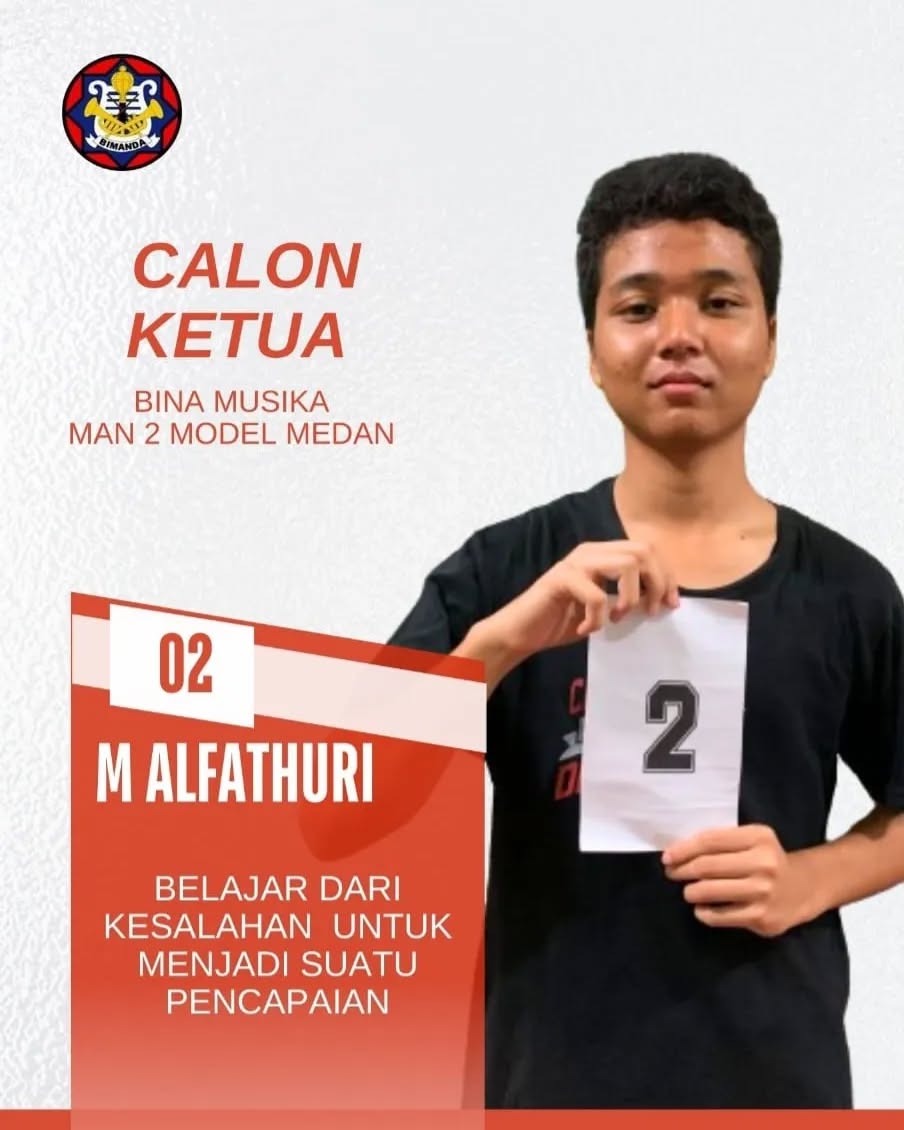 BIMANDA
CALON
KETUA
BINA MUSIKA
MAN 2 MODEL MEDAN
02
M ALFATHURI
2
BELAJAR DARI
KESALAHAN UNTUK
MENJADI SUATU
PENCAPAIAN